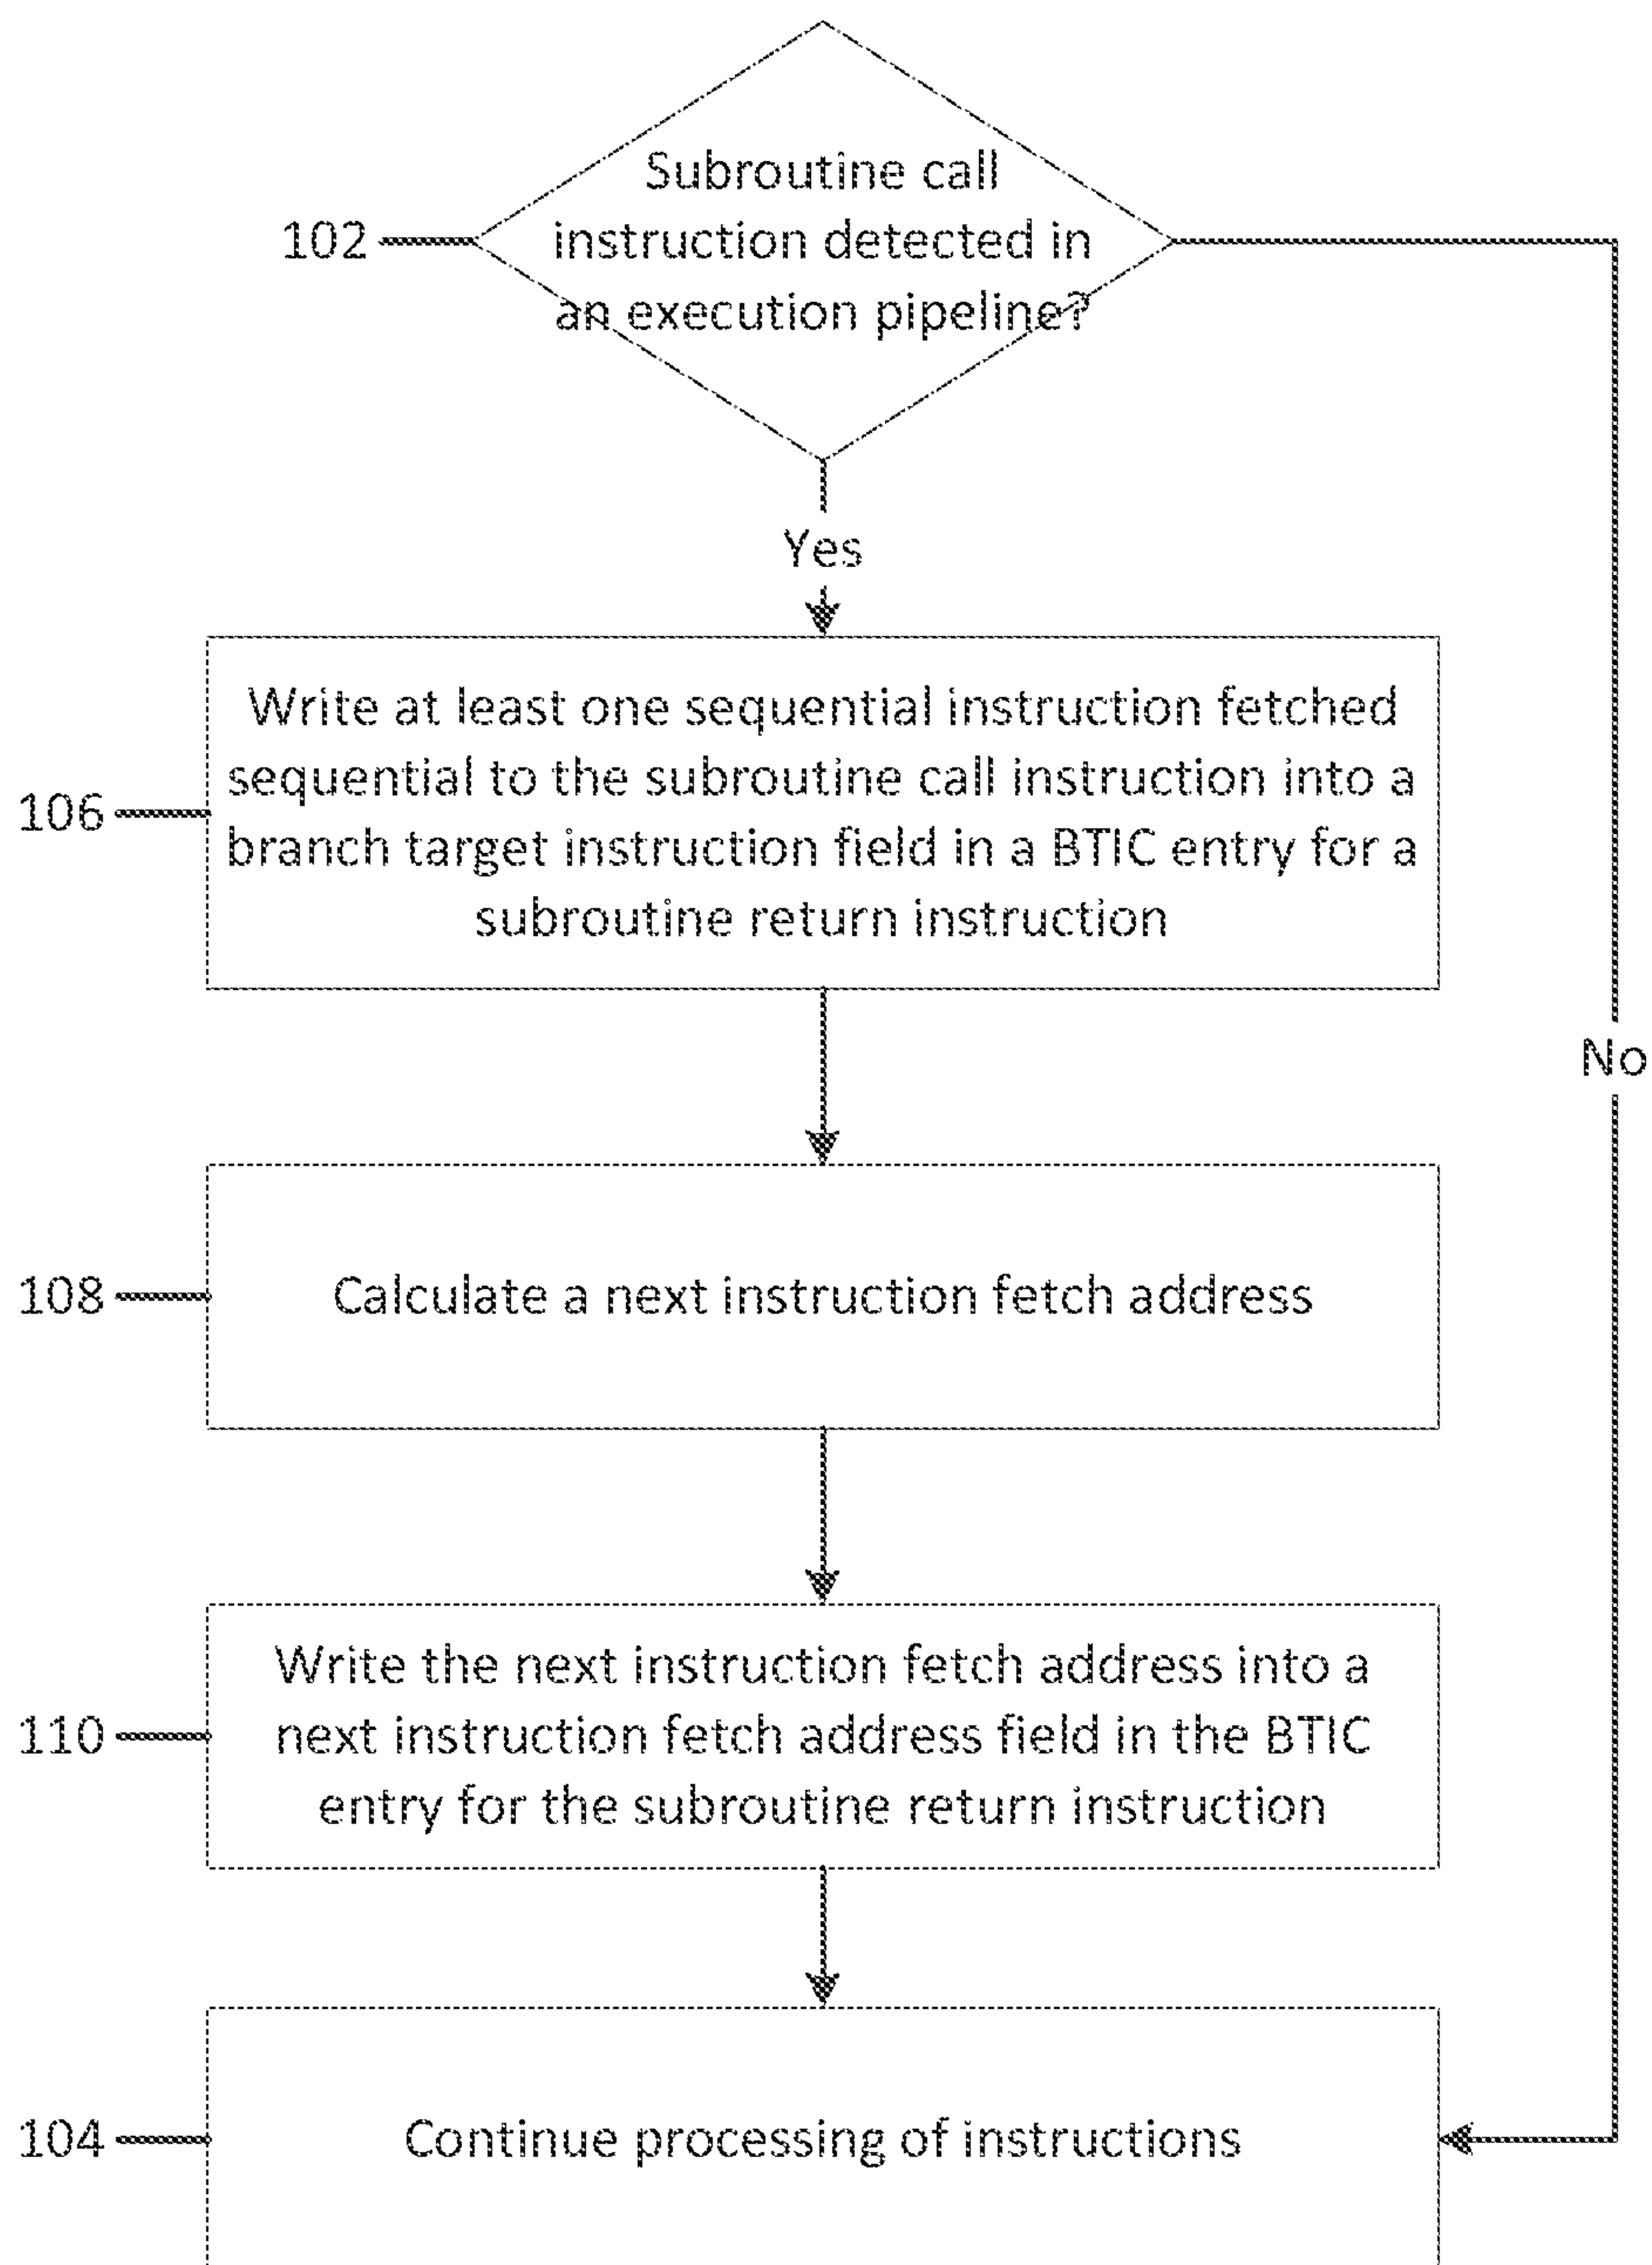 Subroutine call
instruction detected in
an execution pipeline?
102
Yes
Write at least one sequential instruction fetched
sequential to the subroutine call instruction into a
branch target instruction field in a BTIC entry for a
subroutine return instruction
106
No
Calculate a next instruction fetch address
108
Write the next instruction fetch address into a
next instruction fetch address field in the BTIC
entry for the subroutine return instruction
110
Continue processing of instructions
104